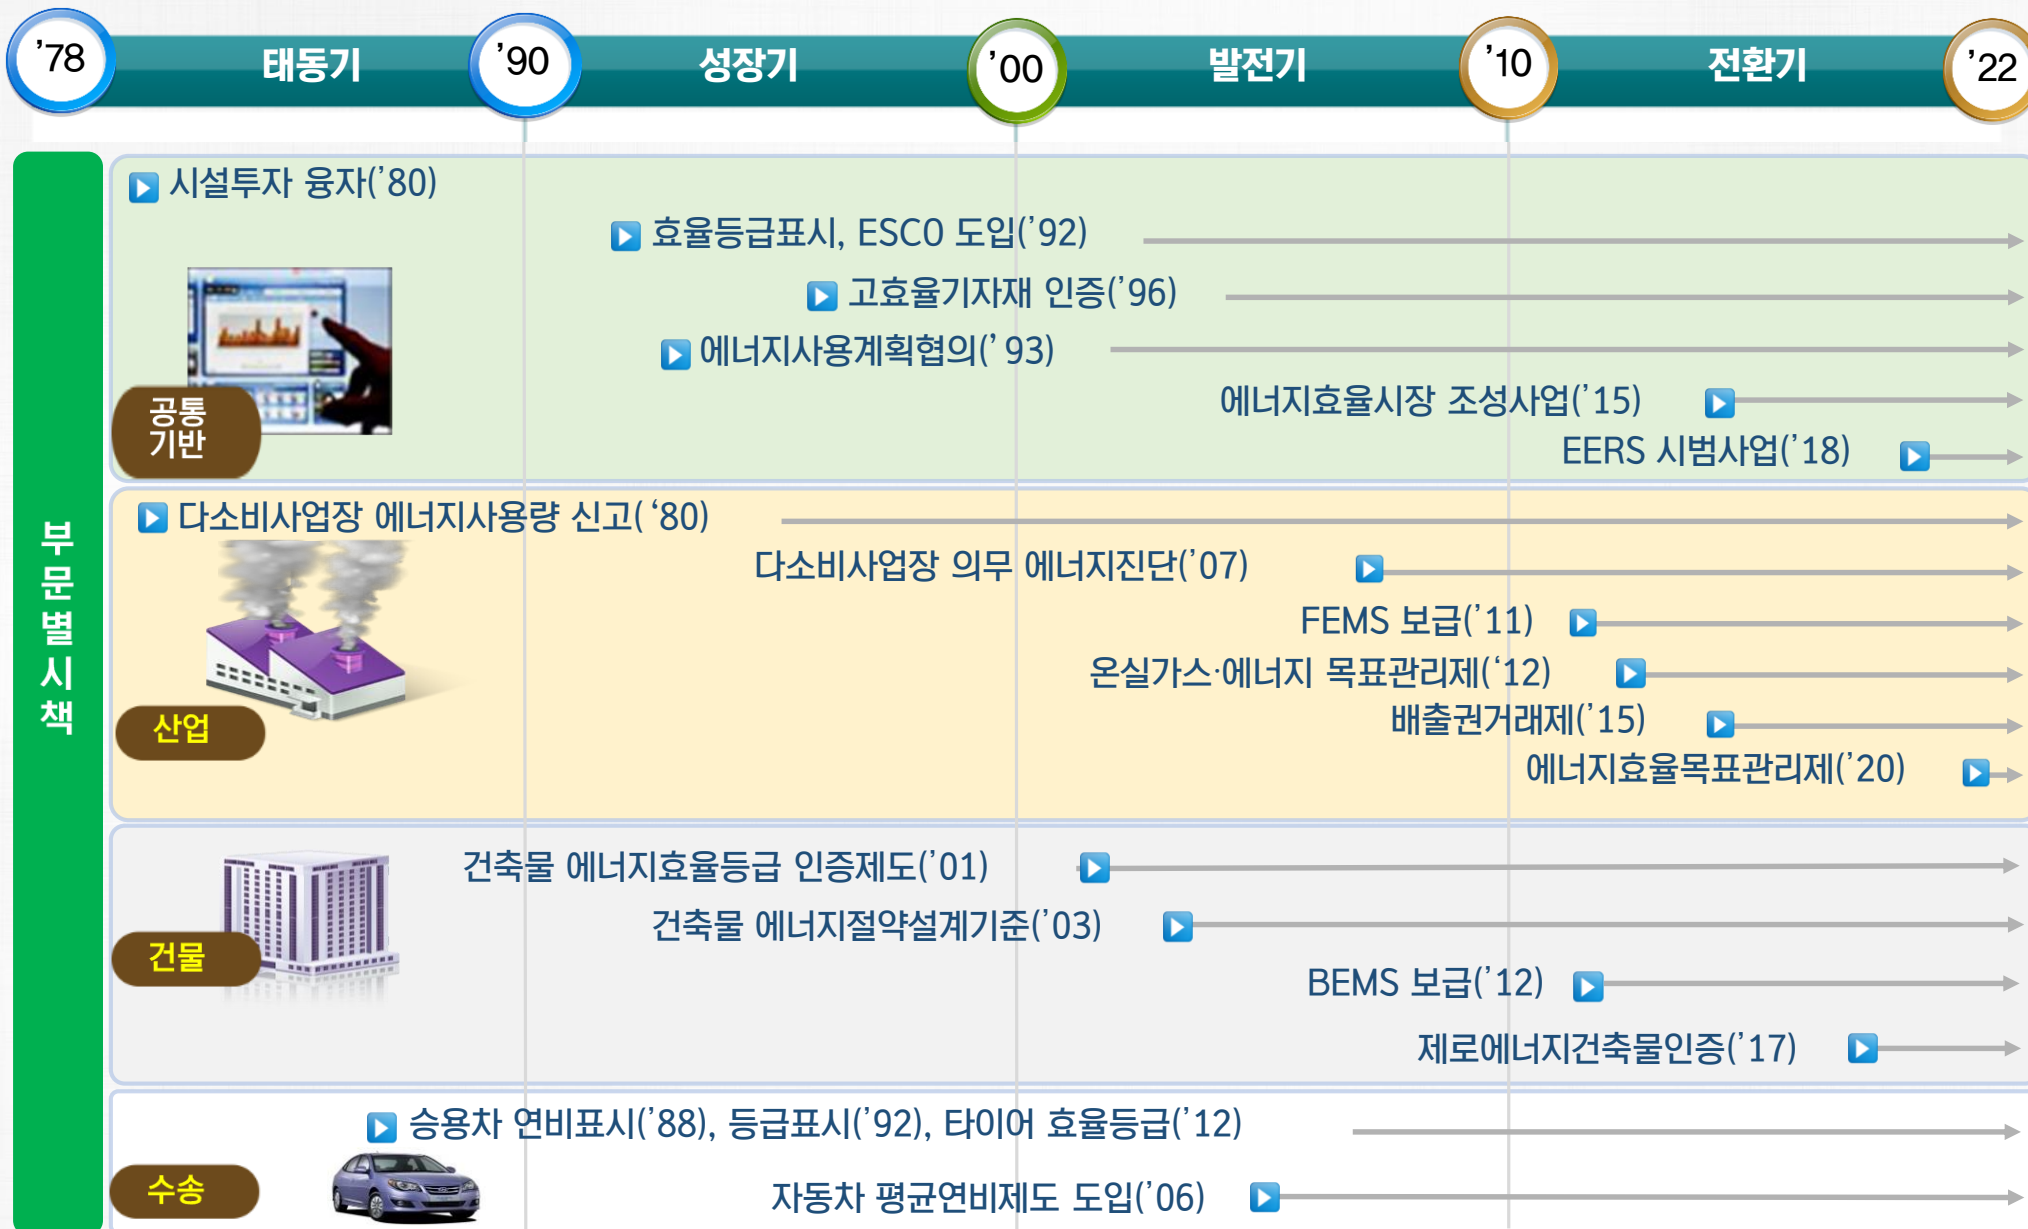 ’78
태동기
’90
성장기
’00
발전기
’10
전환기
’22
부문별시책
시설투자 융자(’80)
효율등급표시, ESCO 도입(’92)
고효율기자재 인증(’96)
에너지사용계획협의(’93)
에너지효율시장 조성사업(’15)
EERS 시범사업(’18)
공통
기반
다소비사업장 에너지사용량 신고(‘80)
다소비사업장 의무 에너지진단(’07)
FEMS 보급(’11)
온실가스·에너지 목표관리제(‘12)
배출권거래제(’15)
에너지효율목표관리제(’20)
산업
건축물 에너지효율등급 인증제도(’01)
건축물 에너지절약설계기준(’03)
BEMS 보급(’12)
제로에너지건축물인증(’17)
건물
승용차 연비표시(’88), 등급표시(’92), 타이어 효율등급(’12)
자동차 평균연비제도 도입(’06)
수송